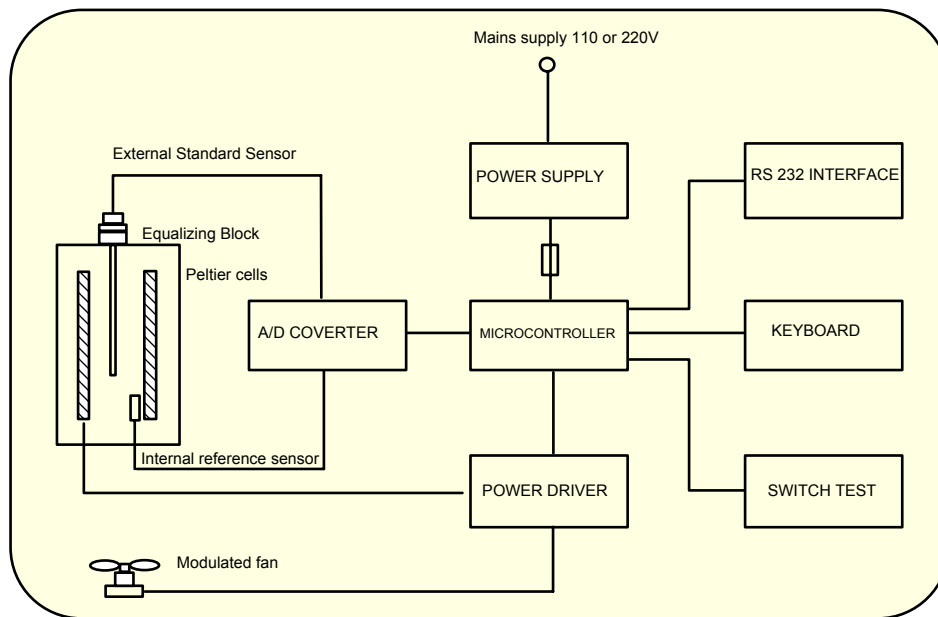 Mains supply 110 or 220V
External Standard Sensor
POWER SUPPLY
RS 232 INTERFACE
Equalizing Block
Peltier cells
A/D COVERTER
MICROCONTROLLER
KEYBOARD
Internal reference sensor
POWER DRIVER
SWITCH TEST
Modulated fan